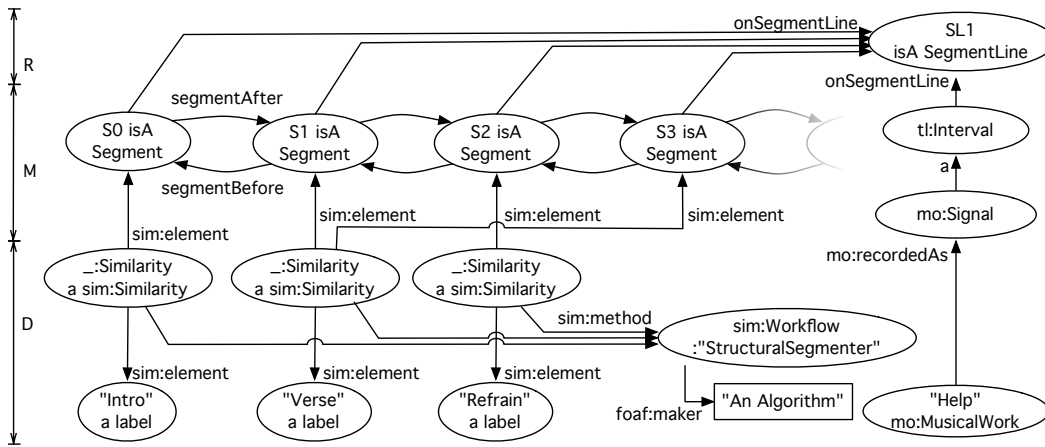 onSegmentLine
SL1
isA SegmentLine
R
onSegmentLine
segmentAfter
S0 isA
Segment
S1 isA
Segment
S2 isA
Segment
S3 isA
Segment
tl:Interval
M
segmentBefore
a
sim:element
sim:element
sim:element
sim:element
mo:Signal
mo:recordedAs
_:Similarity
a sim:Similarity
_:Similarity
a sim:Similarity
_:Similarity
a sim:Similarity
D
sim:method
sim:Workflow
:"StructuralSegmenter"
sim:element
sim:element
sim:element
"Intro"
a label
"Verse"
a label
"Refrain"
a label
foaf:maker
"An Algorithm"
"Help"
mo:MusicalWork